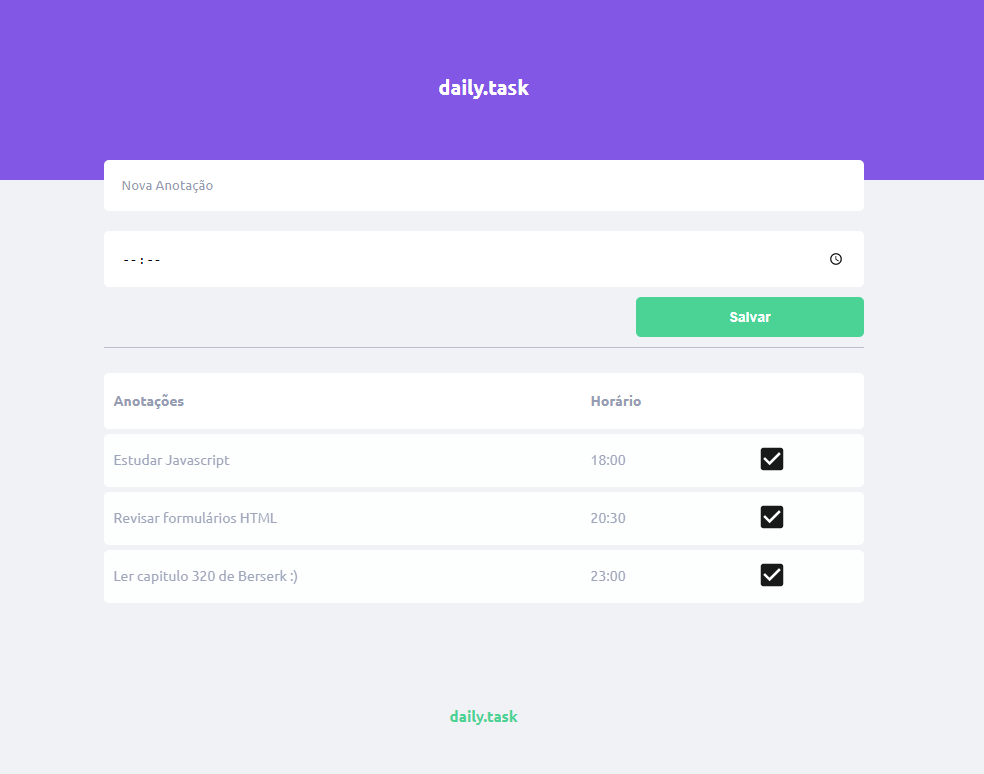 daily.task
Nova Anotação
--:--
Salvar
Anotações Horário
Estudar Javascript 18:00
Revisar formulários HTML 20:30
Ler capitulo 320 de Berserk :) 23:00
daily.task